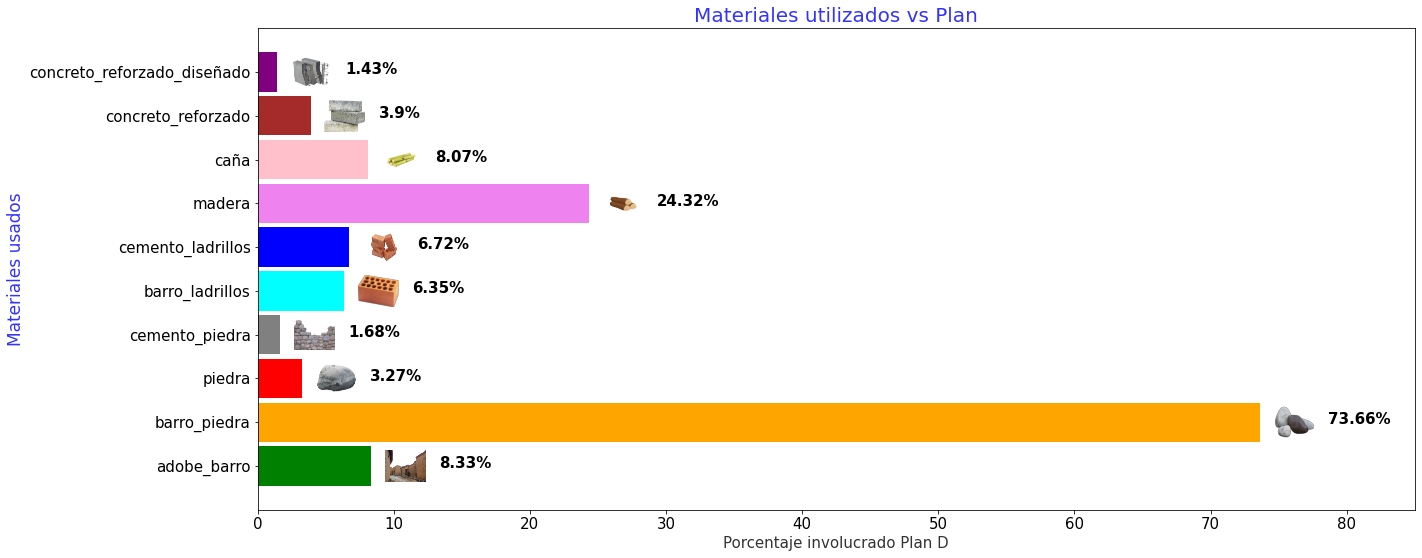 Materiales utilizados vs Plan
Materiales usados
concreto_reforzado_diseñado 1.43%
concreto_reforzado 3.9%
caña 8.07%
madera 24.32%
cemento_ladrillos 6.72%
barro_ladrillos 6.35%
cemento_piedra 1.68%
piedra 3.27%
barro_piedra 73.66%
adobe_barro 8.33%
0 10 20 30 40 50 60 70 80
Porcentaje involucrado Plan D